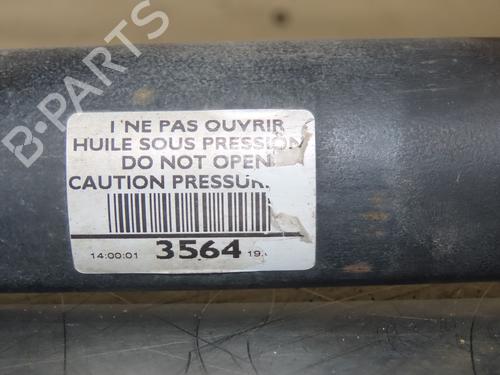 B-PARTS
! NE PAS OUVRIR
HUILE SOUS PRESSION
DO NOT OPEN
CAUTION PRESSUR
14:00:01 3564 19.